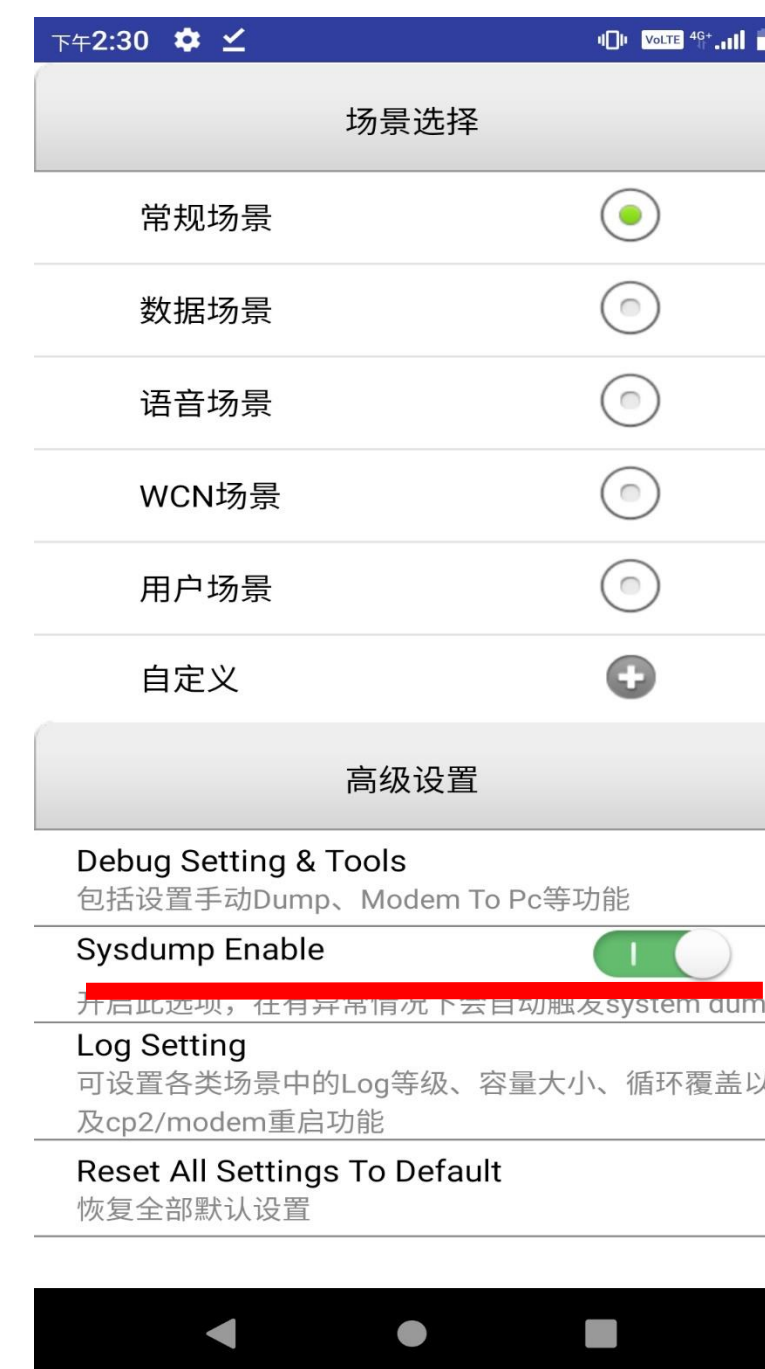 下午2:30
VoLTE 4G+
场景选择
常规场景
数据场景
语音场景
WCN场景
用户场景
自定义
高级设置
Debug Setting & Tools
包括设置手动Dump、Modem To Pc等功能
Sysdump Enable
开启此选项，在有异常情况下会自动触发system dum
Log Setting
可设置各类场景中的Log等级、容量大小、循环覆盖以
及cp2/modem重启功能
Reset All Settings To Default
恢复全部默认设置